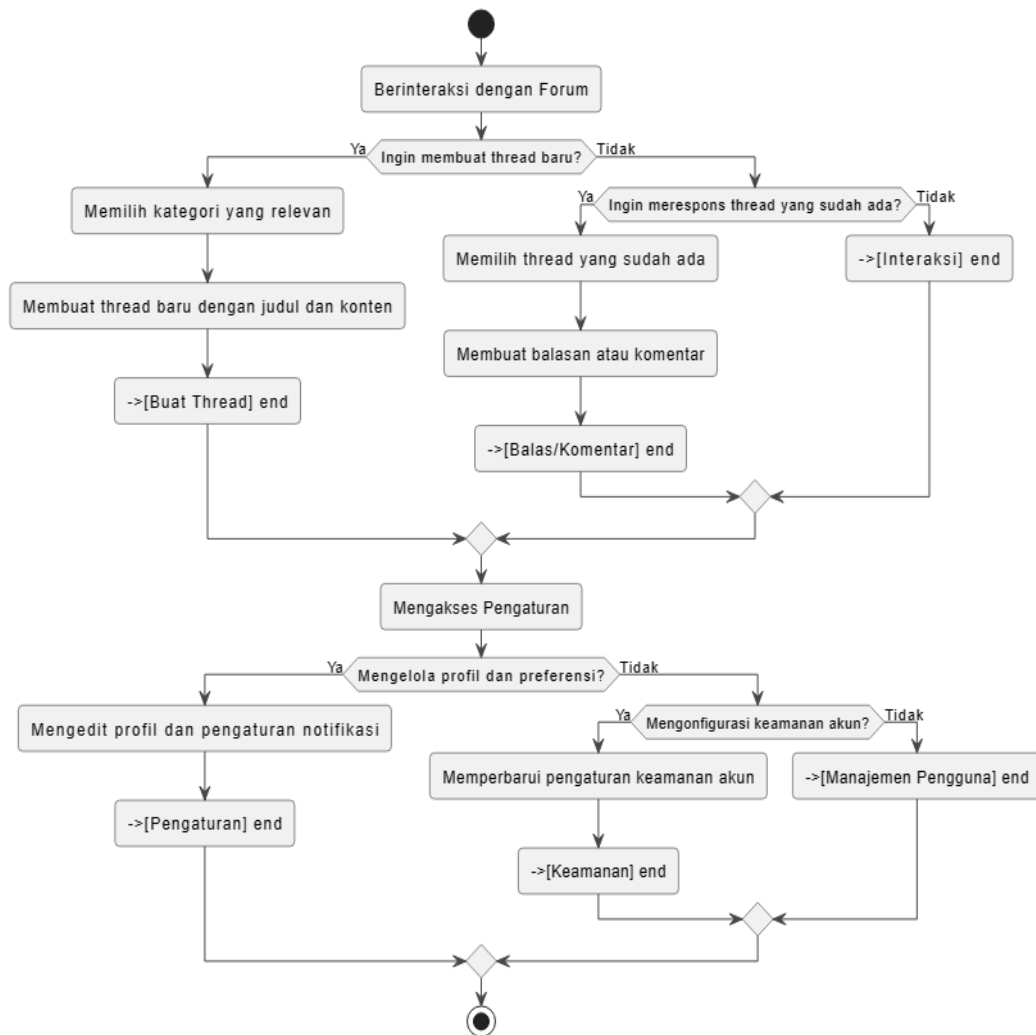 Berinteraksi dengan Forum
Ya
Ingin membuat thread baru?
Tidak
Memilih kategori yang relevan
Membuat thread baru dengan judul dan konten
->[Buat Thread] end
Ya
Ingin merespons thread yang sudah ada?
Tidak
Memilih thread yang sudah ada
Membuat balasan atau komentar
->[Balas/Komentar] end
->[Interaksi] end
Mengakses Pengaturan
Ya
Mengelola profil dan preferensi?
Tidak
Mengedit profil dan pengaturan notifikasi
->[Pengaturan] end
Ya
Mengonfigurasi keamanan akun?
Tidak
Memperbarui pengaturan keamanan akun
->[Keamanan] end
->[Manajemen Pengguna] end